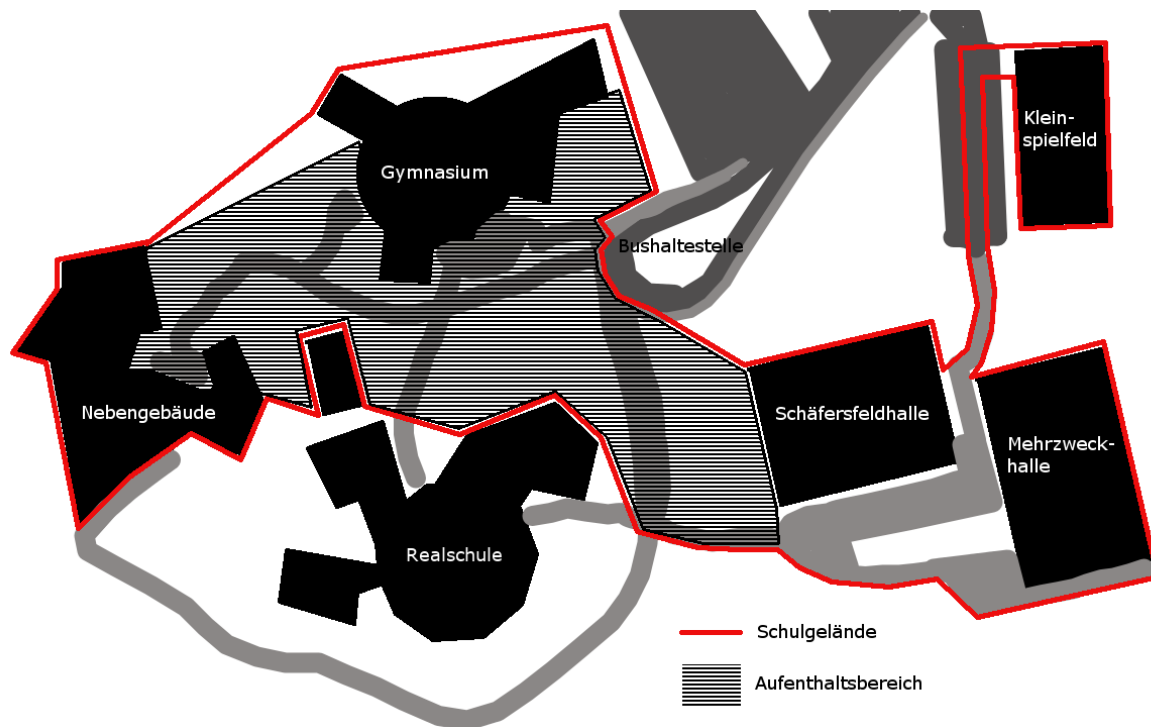 Klein-
spielfeld
Gymnasium
Bushaltestelle
Nebengebäude
Schäfersfeldhalle
Mehrzweck-
halle
Realschule
Schulgelände
Aufenthaltsbereich